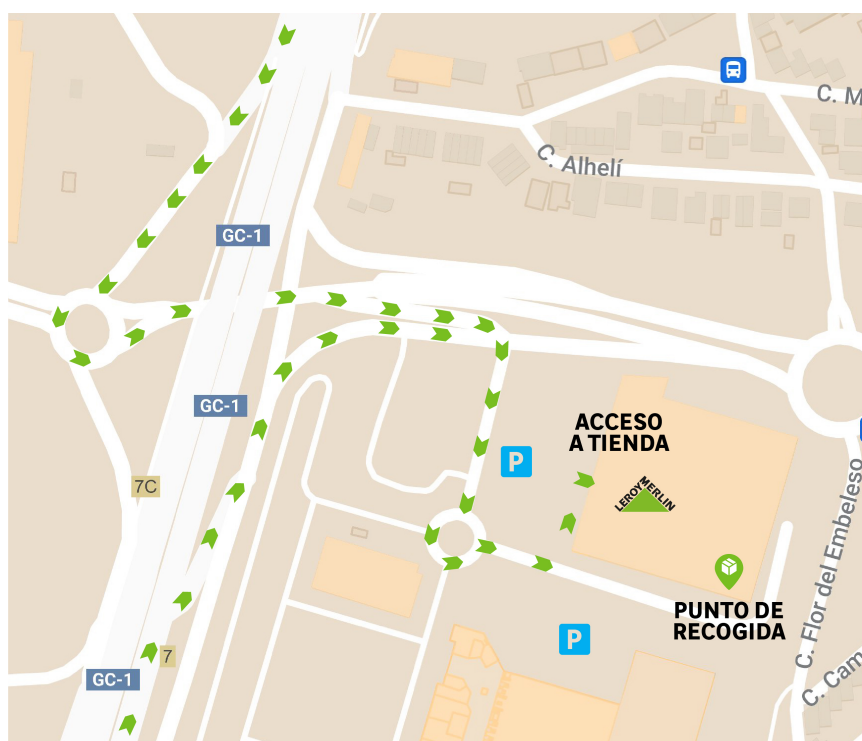 C. M
C. Alhelí
GC-1
GC-1
ACCESO
A TIENDA
P
7C
LEROY MERLIN
C. Flor del Embeleso
PUNTO DE
RECOGIDA
P
7
GC-1
C. Cam